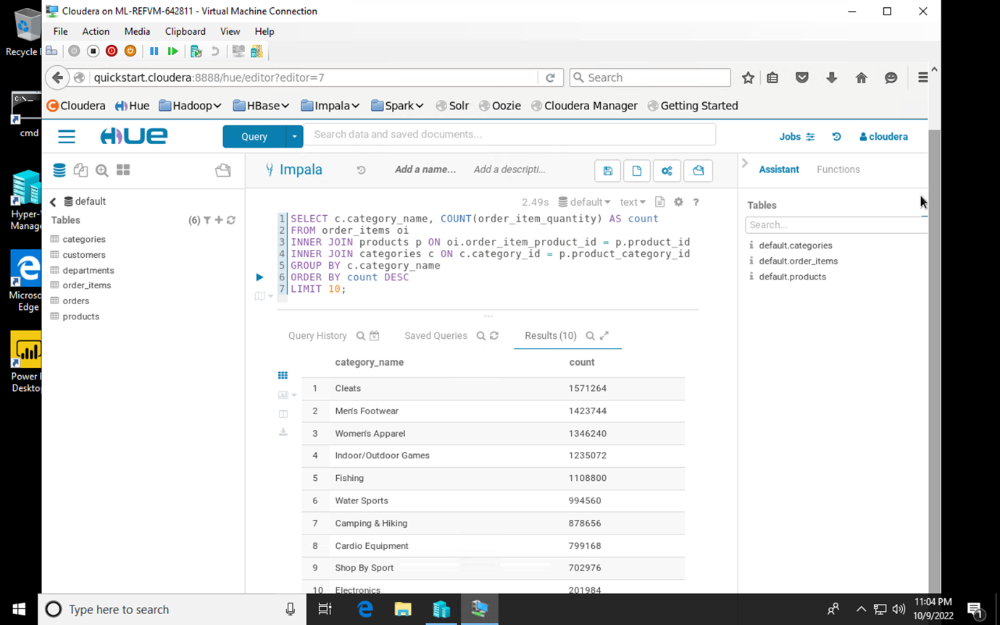 Cloudera on ML-REFVM-642811 - Virtual Machine Connection
Recycle
File Action Media Clipboard View Help
quickstart.cloudera:8888/hue/editor?editor=7
Search
Cloudera Hue Hadoop HBase Impala Spark Solr Oozie Cloudera Manager Getting Started
cmd
HUE
Query
Search data and saved documents...
Jobs
cloudera
Impala
Add a name...
Add a descripti...
Assistant
Functions
default
2.49s default text ?
Tables (6)
categories
customers
departments
order_items
orders
products
Hyper-
Manage
Microso
Edge
Power B
Deskto
1 SELECT c.category_name, COUNT(order_item_quantity) AS count
2 FROM order_items oi
3 INNER JOIN products p ON oi.order_item_product_id = p.product_id
4 INNER JOIN categories c ON c.category_id = p.product_category_id
5 GROUP BY c.category_name
6 ORDER BY count DESC
7 LIMIT 10;
Tables
Search...
default.categories
default.order_items
default.products
Query History Saved Queries Results (10)
category_name count
1 Cleats 1571264
2 Men's Footwear 1423744
3 Women's Apparel 1346240
4 Indoor/Outdoor Games 1235072
5 Fishing 1108800
6 Water Sports 994560
7 Camping & Hiking 878656
8 Cardio Equipment 799168
9 Shop By Sport 702976
10 Electronics 201984
Type here to search
11:04 PM
10/9/2022
1